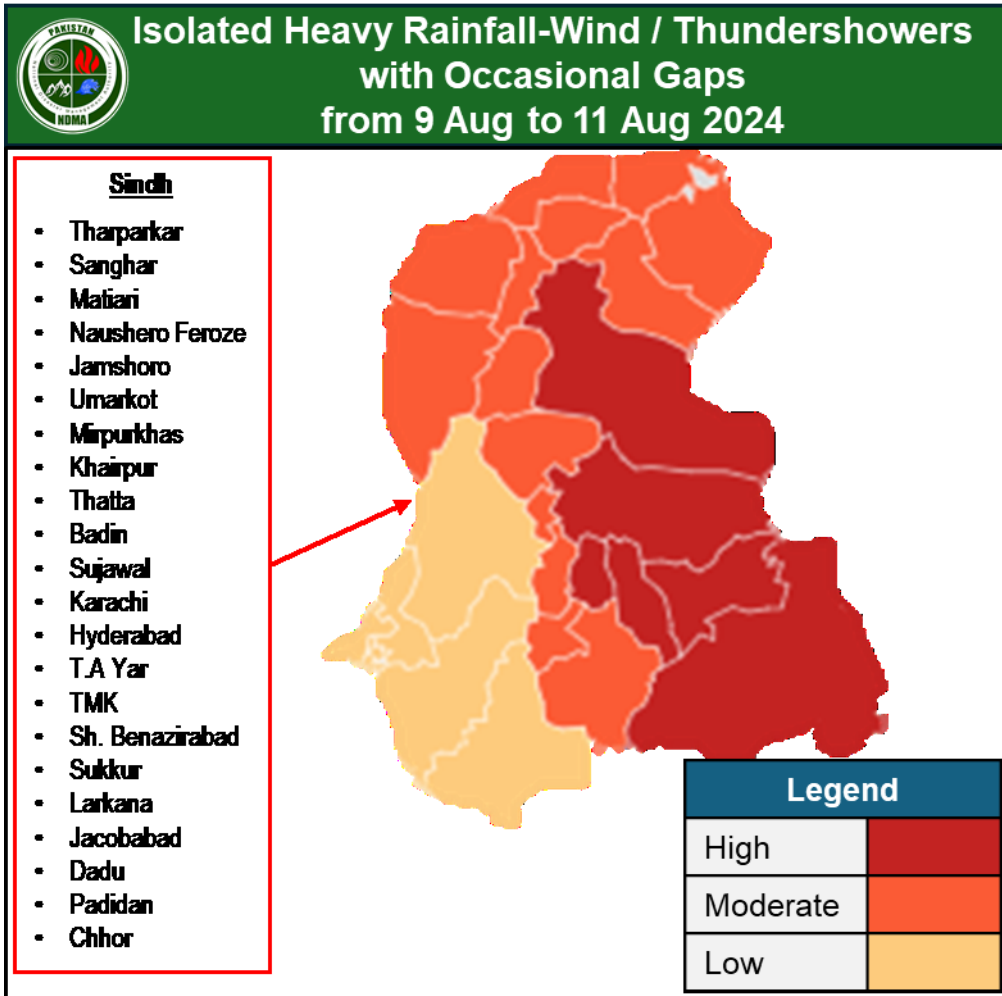 Isolated Heavy Rainfall-Wind / Thundershowers
with Occasional Gaps
from 9 Aug to 11 Aug 2024
PAKISTAN
NDMA
Sindh
• Tharparkar
• Sanghar
• Matiari
• Naushero Feroze
• Jamshoro
• Umarkot
• Mirpurkhas
• Khairpur
• Thatta
• Badin
• Sujawal
• Karachi
• Hyderabad
• T.A Yar
• TMK
• Sh. Benazirabad
• Sukkur
• Larkana
• Jacobabad
• Dadu
• Padidan
• Chhor
Legend
High
Moderate
Low